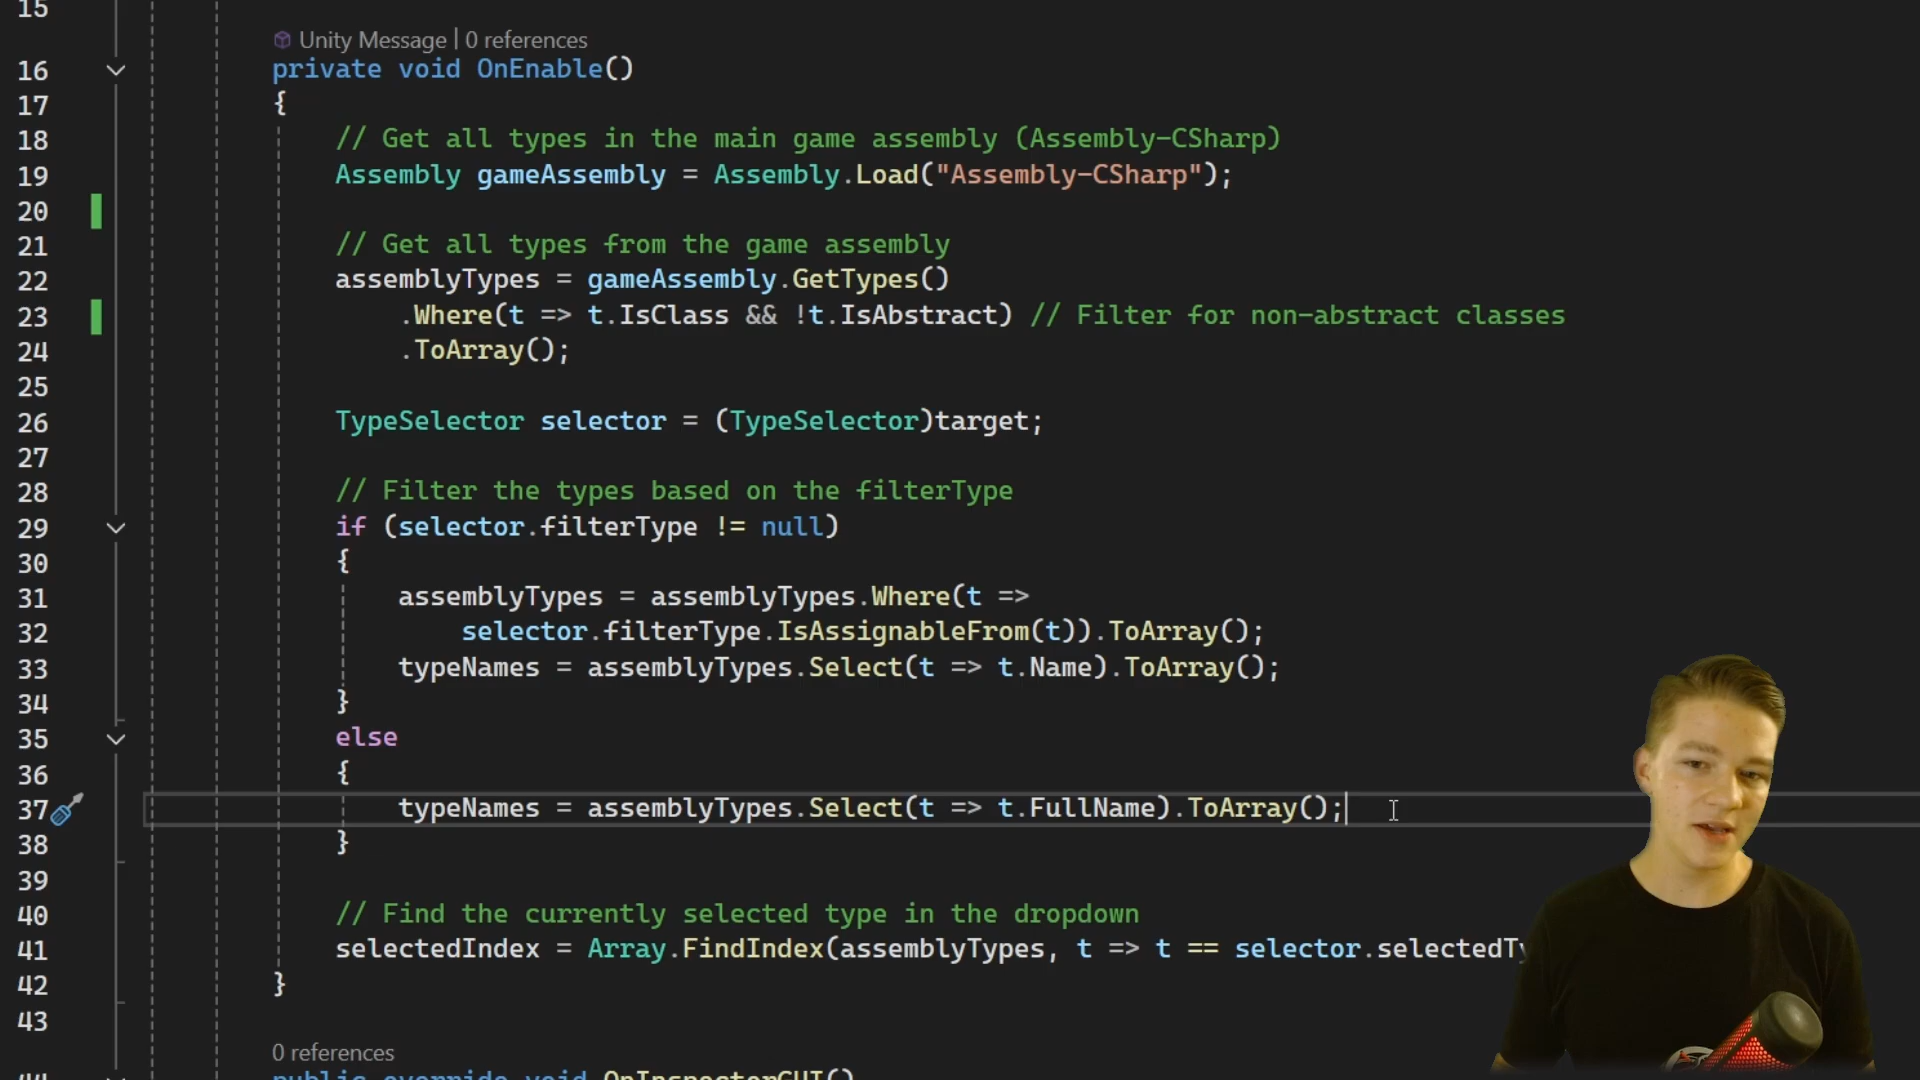 15
Unity Message | 0 references
16 private void OnEnable()
17 {
18 // Get all types in the main game assembly (Assembly-CSharp)
19 Assembly gameAssembly = Assembly.Load("Assembly-CSharp");
20
21 // Get all types from the game assembly
22 assemblyTypes = gameAssembly.GetTypes()
23 .Where(t => t.IsClass && !t.IsAbstract) // Filter for non-abstract classes
24 .ToArray();
25
26 TypeSelector selector = (TypeSelector)target;
27
28 // Filter the types based on the filterType
29 if (selector.filterType != null)
30 {
31 assemblyTypes = assemblyTypes.Where(t =>
32 selector.filterType.IsAssignableFrom(t)).ToArray();
33 typeNames = assemblyTypes.Select(t => t.Name).ToArray();
34 }
35 else
36 {
37 typeNames = assemblyTypes.Select(t => t.FullName).ToArray();
38 }
39
40 // Find the currently selected type in the dropdown
41 selectedIndex = Array.FindIndex(assemblyTypes, t => t == selector.selectedTy
42 }
43
0 references
44 public override void OnInspectorGUI()